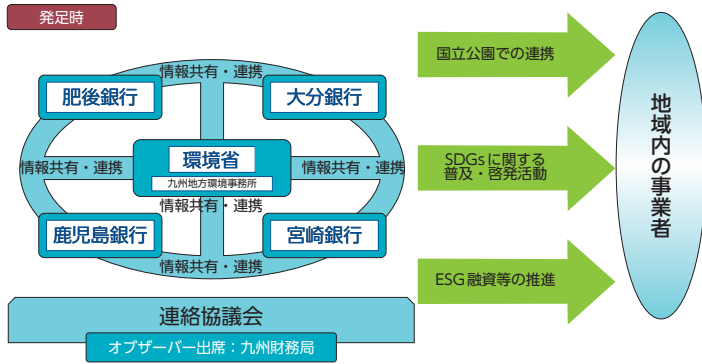 発足時
情報共有・連携
肥後銀行
大分銀行
情報共有・連携
環境省
九州地方環境事務所
情報共有・連携
情報共有・連携
鹿児島銀行
宮崎銀行
情報共有・連携
連絡協議会
オブザーバー出席：九州財務局
国立公園での連携
SDGsに関する
普及・啓発活動
ESG融資等の推進
地域内の事業者